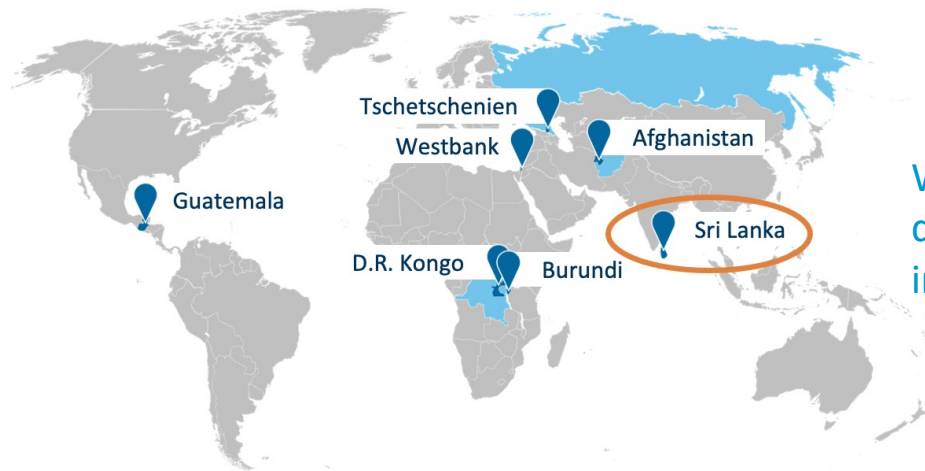 Tschetschenien
Westbank
Afghanistan
Guatemala
Sri Lanka
D.R. Kongo
Burundi